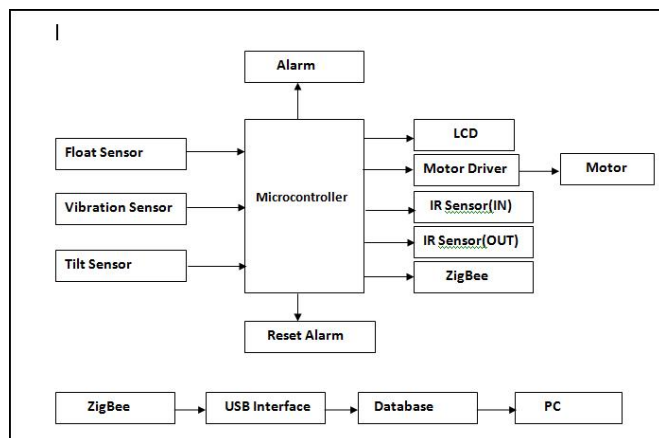 Alarm
Float Sensor
Vibration Sensor
Tilt Sensor
Microcontroller
LCD
Motor Driver
Motor
IR Sensor(IN)
IR Sensor(OUT)
ZigBee
Reset Alarm
ZigBee
USB Interface
Database
PC